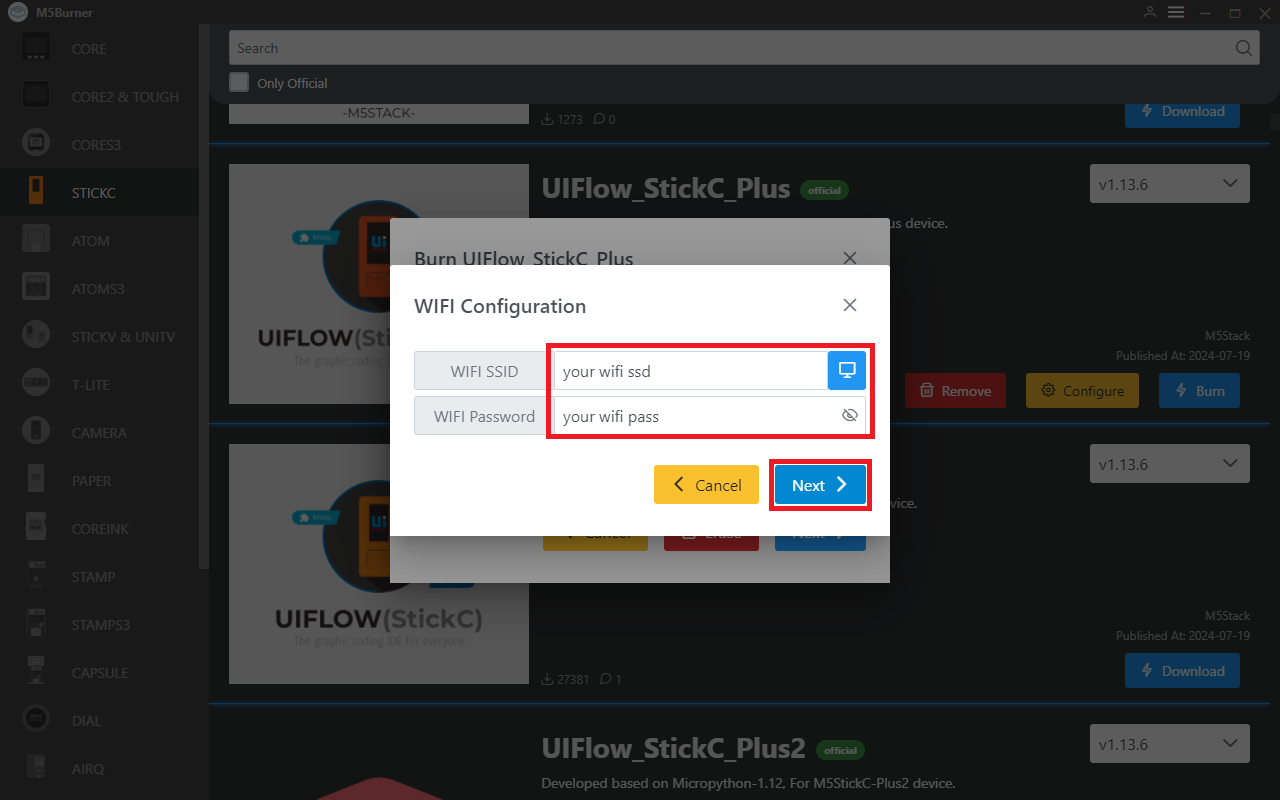 M5Burner
CORE
CORE2 & TOUGH
CORES3
STICKC
ATOM
ATOMS3
STICKV & UNITV
T-LITE
CAMERA
PAPER
COREINK
STAMP
STAMPS3
CAPSULE
DIAL
AIRQ
Search
Only Official
-M5STACK-
1273 0
Download
UIFlow_StickC_Plus official
v1.13.6
us device.
UIFLOW(Sti
The graphic coding I
M5Stack
Published At: 2024-07-19
Remove
Configure
Burn
Burn UIFlow_StickC_Plus
WIFI Configuration
WIFI SSID
your wifi ssd
WIFI Password
your wifi pass
Cancel
Next
Cancel
Erase
Next
v1.13.6
vice.
UIFLOW(StickC)
The graphic coding IDE for everyone
M5Stack
Published At: 2024-07-19
27381 1
Download
UIFlow_StickC_Plus2 official
v1.13.6
Developed based on Micropython-1.12, For M5StickC-Plus2 device.